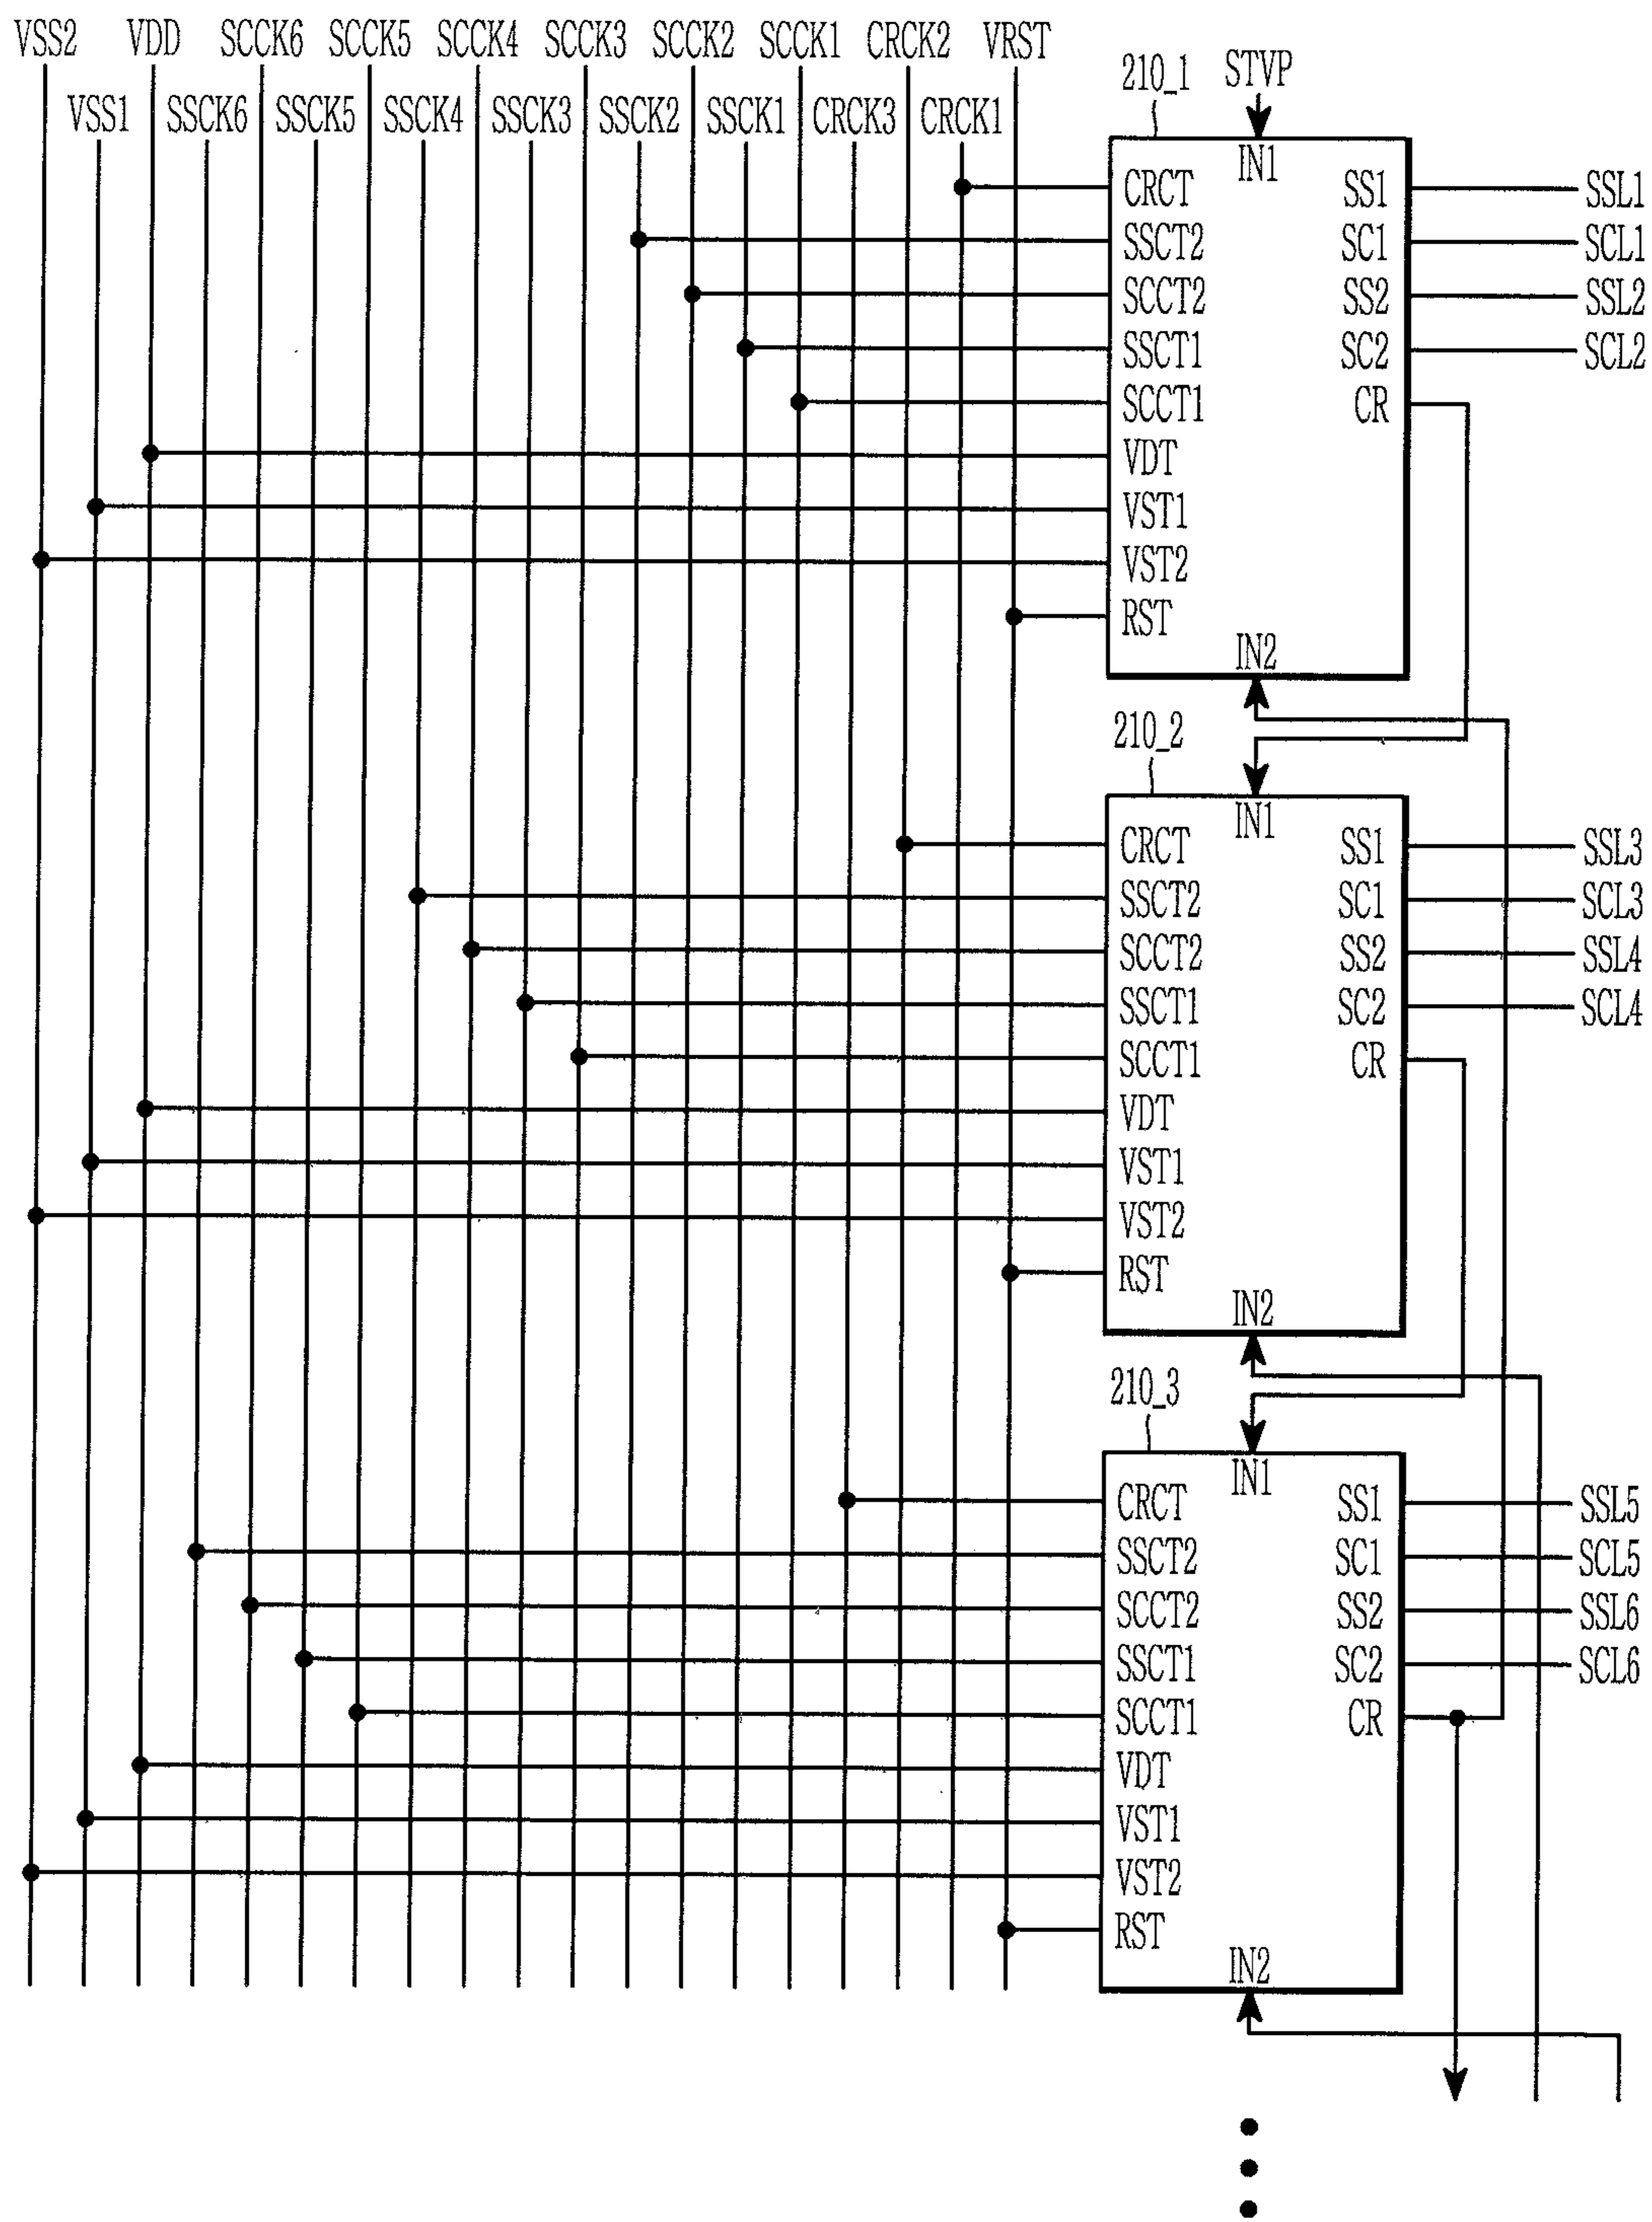 VSS2 VDD SCCK6 SCCK5 SCCK4 SCCK3 SCCK2 SCCK1 CRCK2 VRST
VSS1 SSCK6 SSCK5 SSCK4 SSCK3 SSCK2 SSCK1 CRCK3 CRCK1
210_1 STVP
IN1
CRCT SS1 SSL1
SSCT2 SC1 SCL1
SCCT2 SS2 SSL2
SSCT1 SC2 SCL2
SCCT1 CR
VDT
VST1
VST2
RST
IN2
210_2
IN1
CRCT SS1 SSL3
SSCT2 SC1 SCL3
SCCT2 SS2 SSL4
SSCT1 SC2 SCL4
SCCT1 CR
VDT
VST1
VST2
RST
IN2
210_3
IN1
CRCT SS1 SSL5
SSCT2 SC1 SCL5
SCCT2 SS2 SSL6
SSCT1 SC2 SCL6
SCCT1 CR
VDT
VST1
VST2
RST
IN2